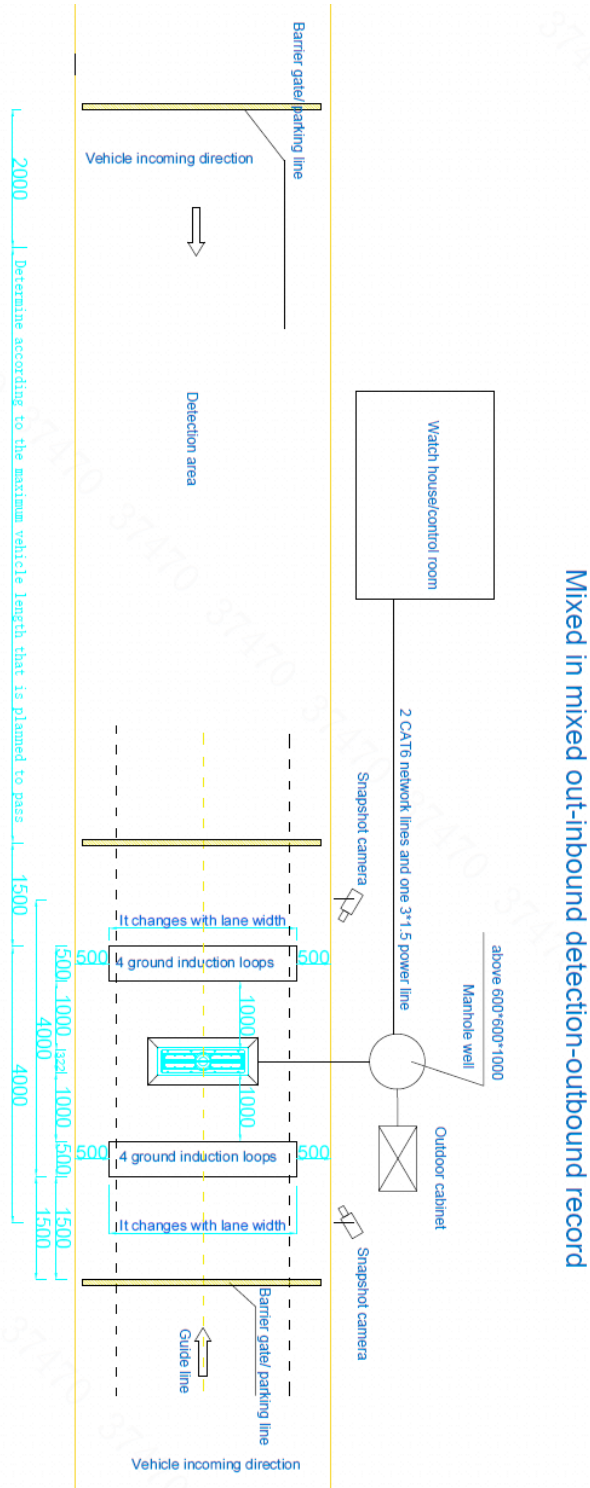 Mixed in mixed out-inbound detection-outbound record
Barrier gate/ parking line
Vehicle incoming direction
2000
Determine according to the maximum vehicle length that is planned to pass
Detection area
Watch house/control room
2 CAT6 network lines and one 3*1.5 power line
Snapshot camera
above 600*600*1000
Manhole well
Outdoor cabinet
1500
It changes with lane width
500
4 ground induction loops
500
500
1000
1000
4000
4000
1000
1000
500
4 ground induction loops
500
500
It changes with lane width
1500
1500
Snapshot camera
Barrier gate/ parking line
Guide line
Vehicle incoming direction
37470
37470
37470
37470
37470